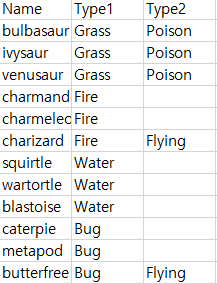 Name Type1 Type2
bulbasaur Grass Poison
ivysaur Grass Poison
venusaur Grass Poison
charmand Fire
charmelec Fire
charizard Fire Flying
squirtle Water
wartortle Water
blastoise Water
caterpie Bug
metapod Bug
butterfree Bug Flying